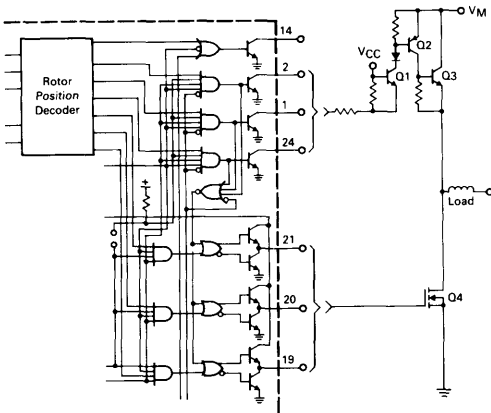 14
VM
Q2
VCC
2
Q1
Q3
Rotor
Position
Decoder
1
24
+
Load
21
20
Q4
19